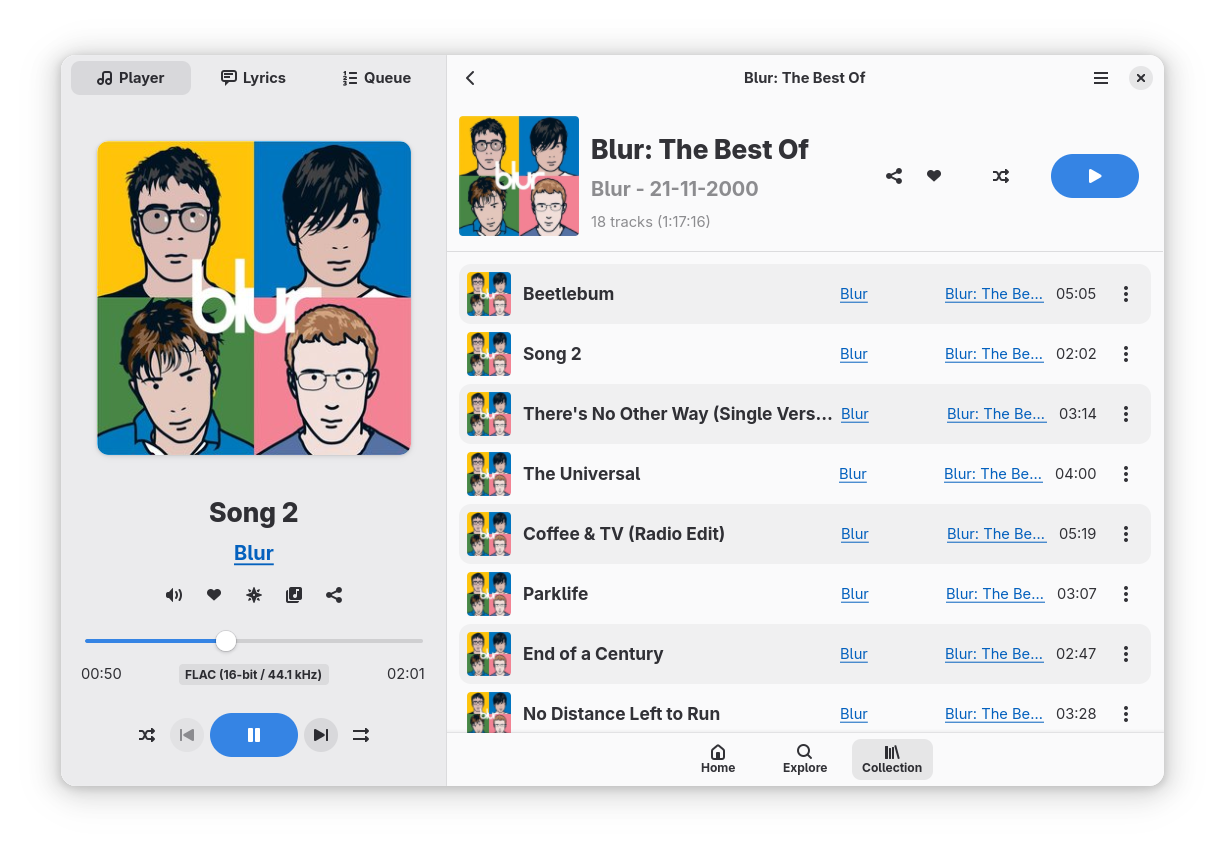 Player
Lyrics
Queue
blur
Song 2
Blur
00:50
FLAC (16-bit / 44.1 kHz)
02:01
Blur: The Best Of
blur
Blur: The Best Of
Blur - 21-11-2000
18 tracks (1:17:16)
Beetlebum Blur Blur: The Be... 05:05
Song 2 Blur Blur: The Be... 02:02
There's No Other Way (Single Vers... Blur Blur: The Be... 03:14
The Universal Blur Blur: The Be... 04:00
Coffee & TV (Radio Edit) Blur Blur: The Be... 05:19
Parklife Blur Blur: The Be... 03:07
End of a Century Blur Blur: The Be... 02:47
No Distance Left to Run Blur Blur: The Be... 03:28
Home
Explore
Collection